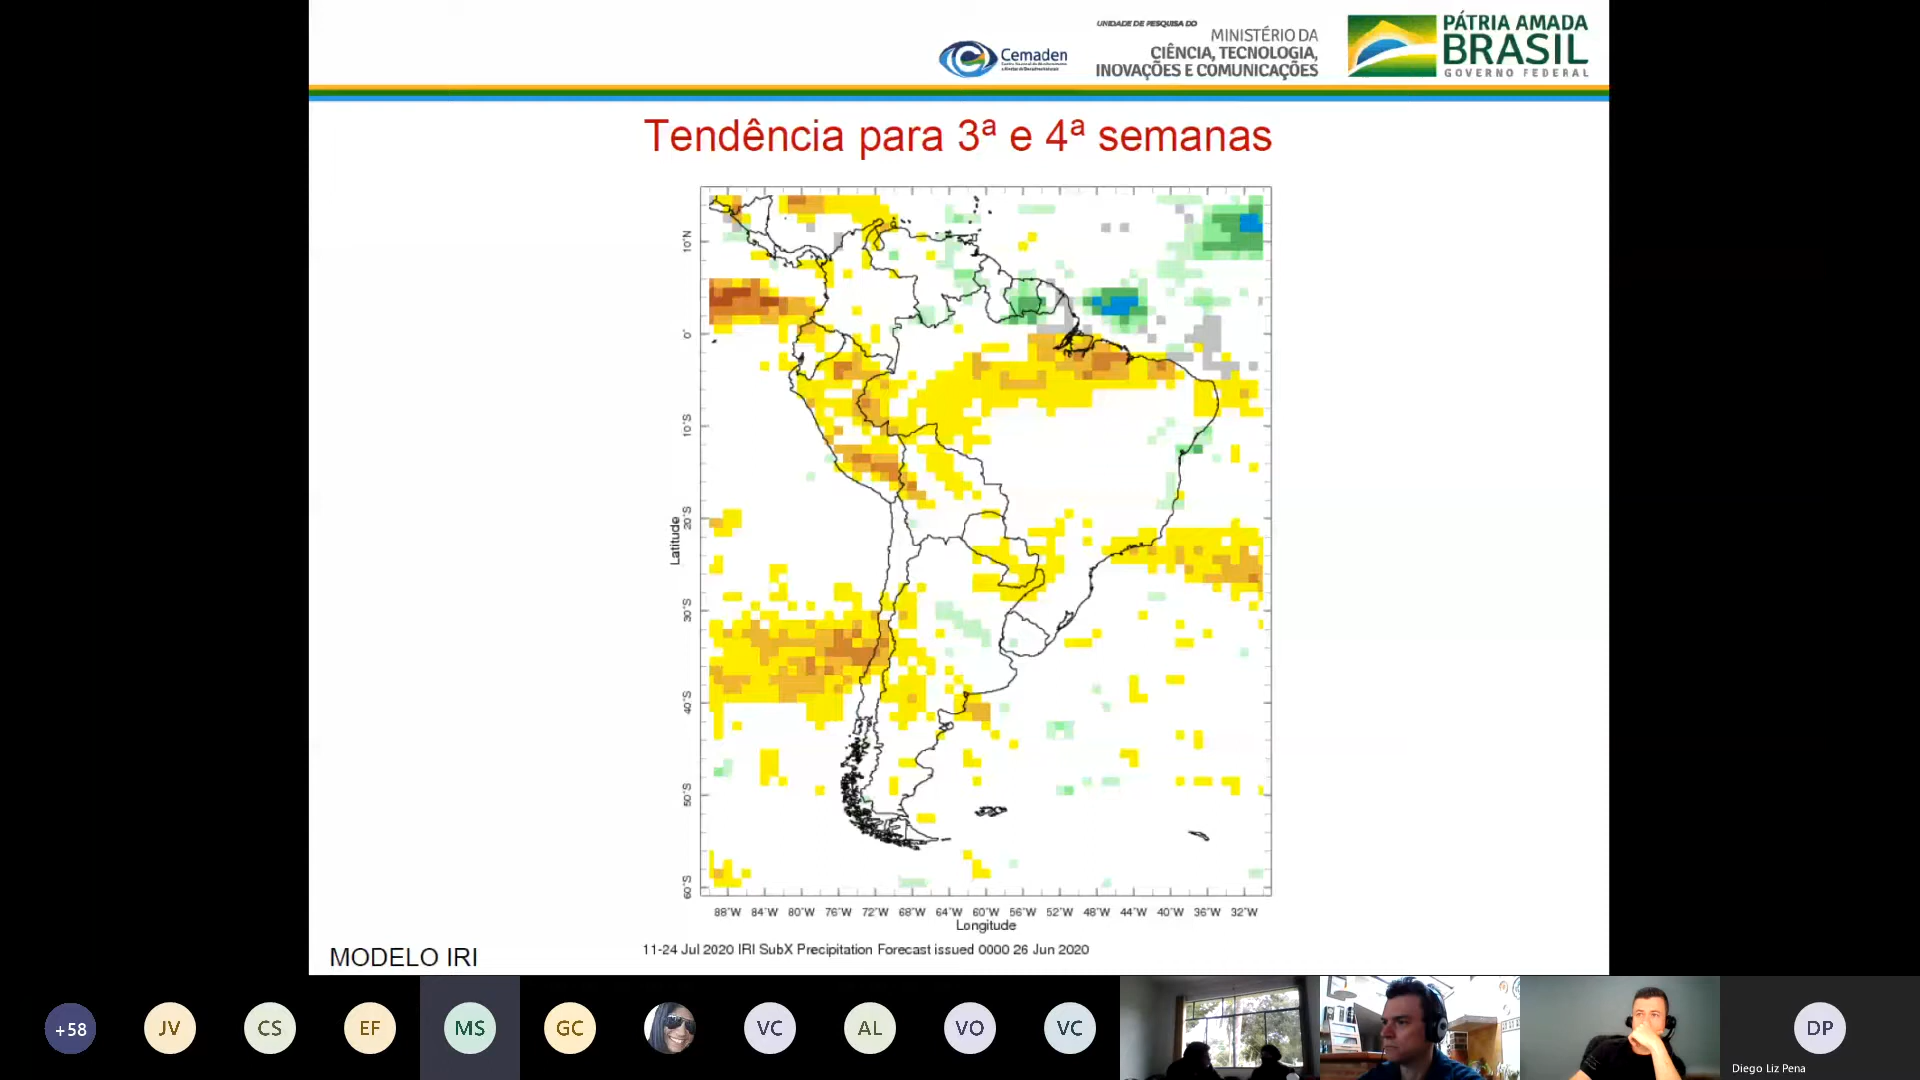 Cemaden
UNIDADE DE PESQUISA DO
MINISTÉRIO DA
CIÊNCIA, TECNOLOGIA,
INOVAÇÕES E COMUNICAÇÕES
PÁTRIA AMADA
BRASIL
GOVERNO FEDERAL
Tendência para 3ª e 4ª semanas
10°N
0°
10°S
20°S
30°S
40°S
50°S
60°S
Latitude
88°W 84°W 80°W 76°W 72°W 68°W 64°W 60°W 56°W 52°W 48°W 44°W 40°W 36°W 32°W
Longitude
11-24 Jul 2020 IRI SubX Precipitation Forecast issued 0000 26 Jun 2020
MODELO IRI
+58 JV CS EF MS GC VC AL VO VC DP
Diego Liz Pena